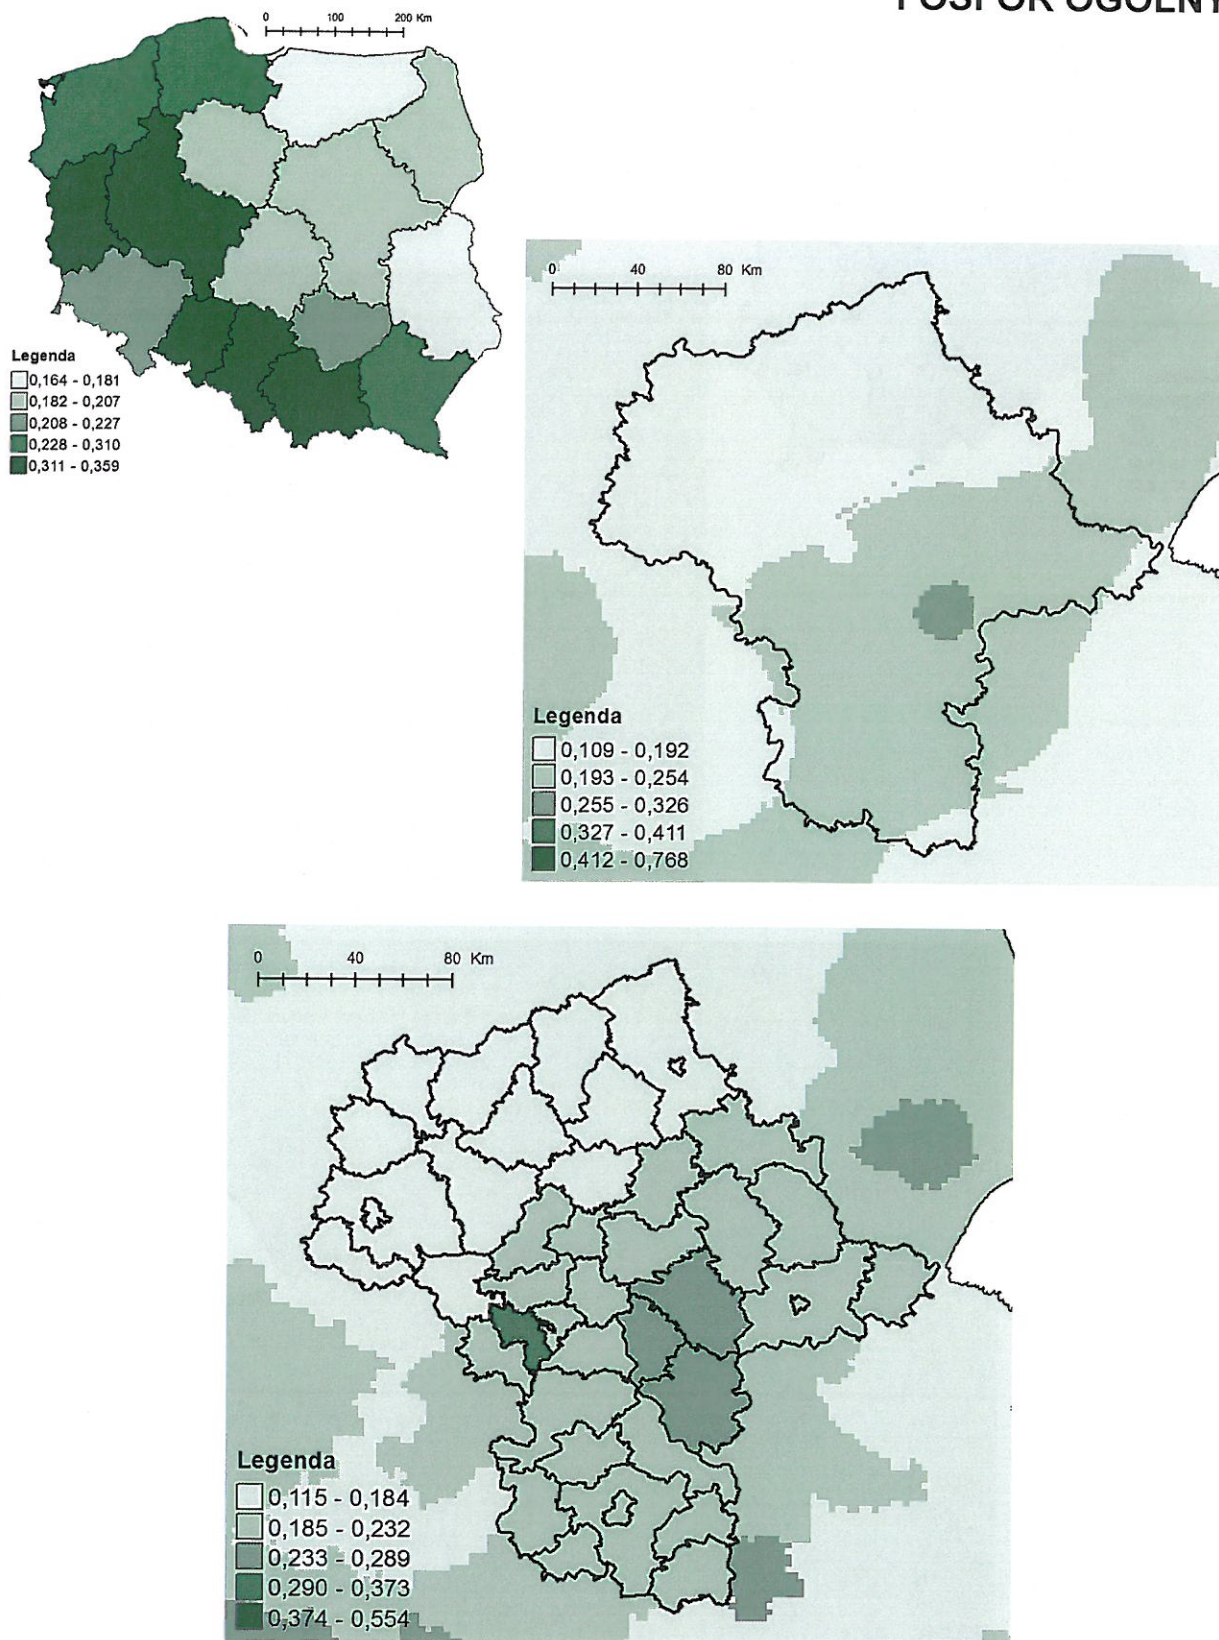 FOSFOR OGÓLNY
0 100 200 Km
Legenda
0,164 - 0,181
0,182 - 0,207
0,208 - 0,227
0,228 - 0,310
0,311 - 0,359
0 40 80 Km
Legenda
0,109 - 0,192
0,193 - 0,254
0,255 - 0,326
0,327 - 0,411
0,412 - 0,768
0 40 80 Km
Legenda
0,115 - 0,184
0,185 - 0,232
0,233 - 0,289
0,290 - 0,373
0,374 - 0,554